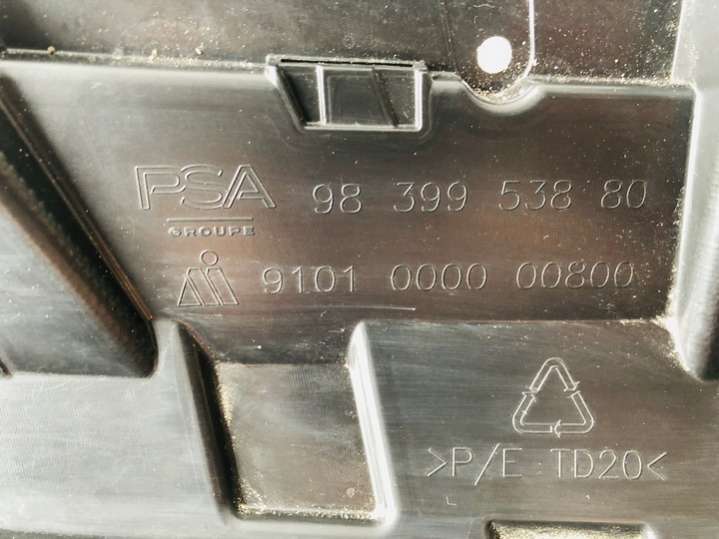 PSA 98 399 538 80
GROUPE
9101 0000 00800
>P/E TD20<